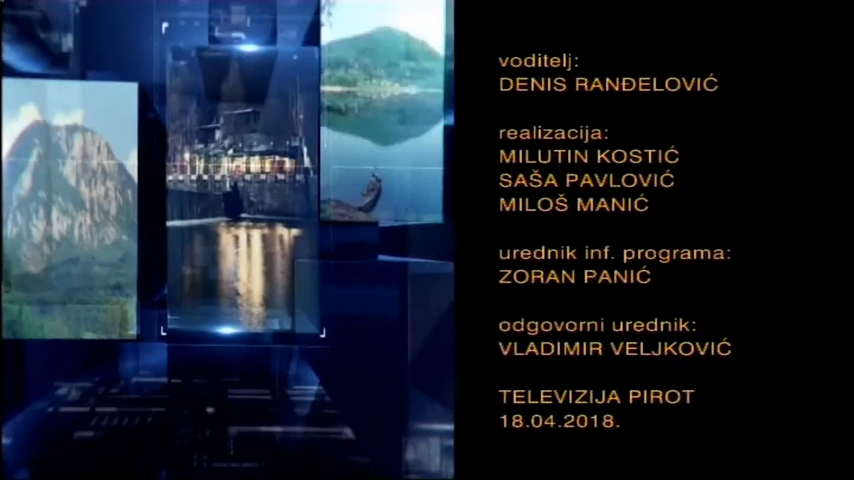 voditelj:
DENIS RANĐELOVIĆ
realizacija:
MILUTIN KOSTIĆ
SAŠA PAVLOVIĆ
MILOŠ MANIĆ
urednik inf. programa:
ZORAN PANIĆ
odgovorni urednik:
VLADIMIR VELJKOVIĆ
TELEVIZIJA PIROT
18.04.2018.